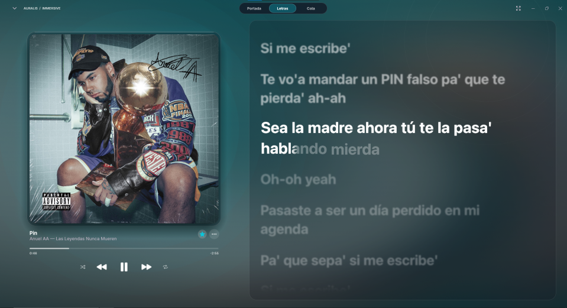 Portada
Letras
Cola
Si me escribe'
Te vo'a mandar un PIN falso pa' que te
pierda' ah-ah
Sea la madre ahora tú te la pasa'
hablando mierda
Oh-oh yeah
Pasaste a ser un día perdido en mi
agenda
Pa' que sepa' si me escribe'
PARENTAL
ADVISORY
EXPLICIT CONTENT
Pin
Anuel AA — Las Leyendas Nunca Mueren